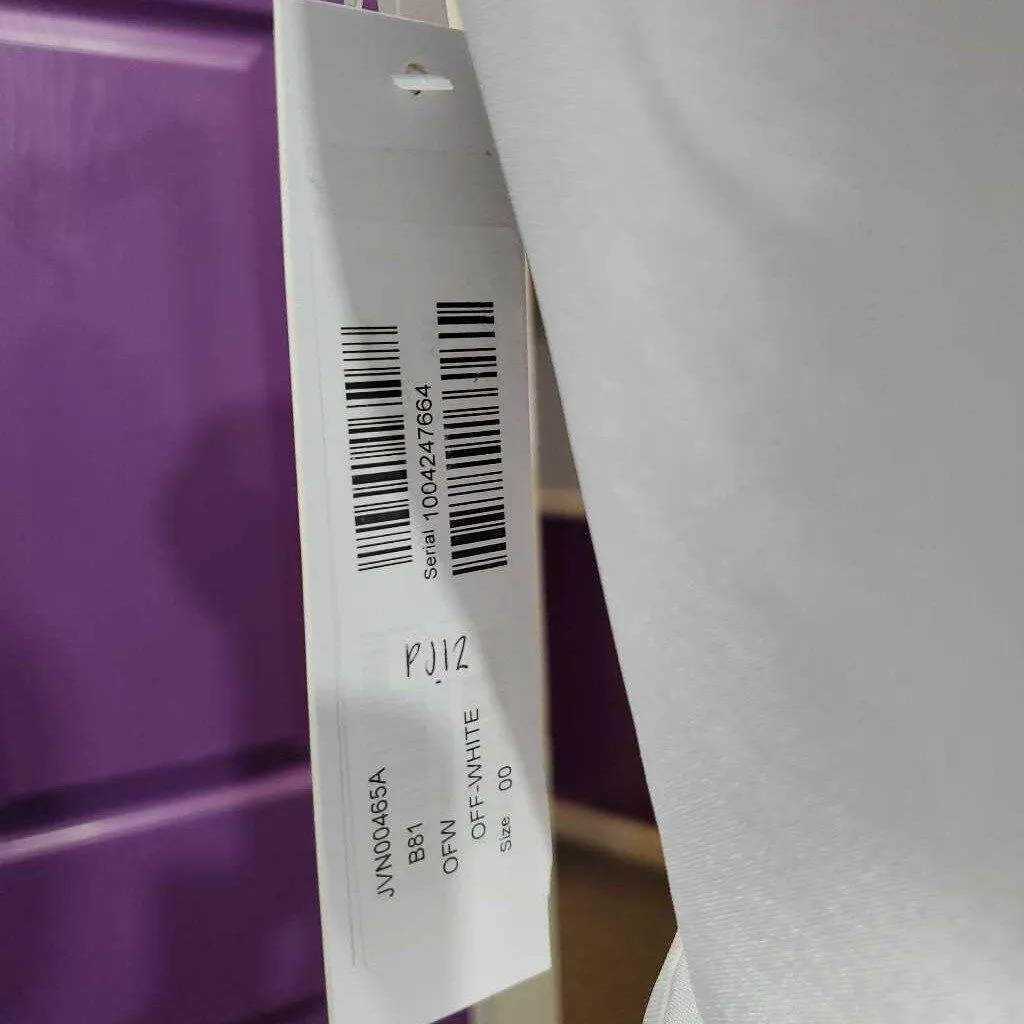 JVN00465A
B81
OFW
OFF-WHITE
Size 00
PJ12
Serial 1004247664